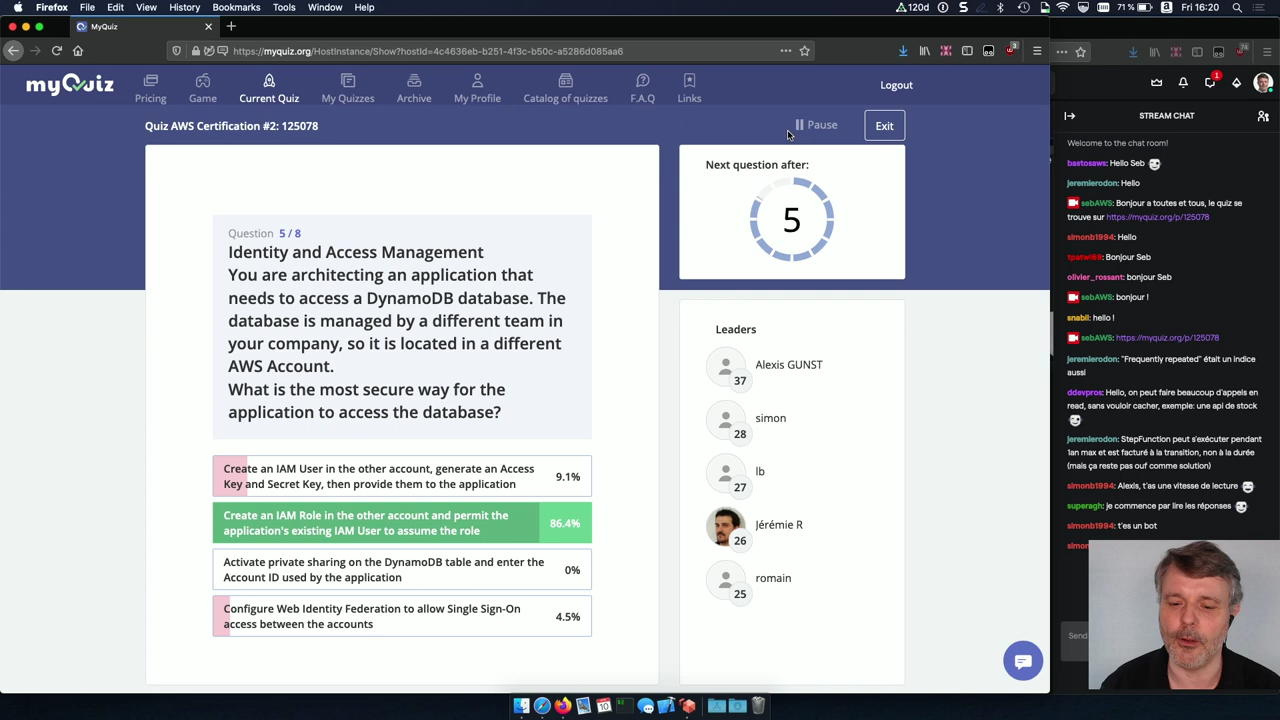 Firefox File Edit View History Bookmarks Tools Window Help
120d
71 %
Fri 16:20
MyQuiz
https://myquiz.org/HostInstance/Show?hostId=4c4636eb-b251-4f3c-b50c-a5286d085aa6
myQuiz
Pricing
Game
Current Quiz
My Quizzes
Archive
My Profile
Catalog of quizzes
F.A.Q
Links
Logout
Quiz AWS Certification #2: 125078
Pause
Exit
Question 5 / 8
Identity and Access Management
You are architecting an application that
needs to access a DynamoDB database. The
database is managed by a different team in
your company, so it is located in a different
AWS Account.
What is the most secure way for the
application to access the database?
Create an IAM User in the other account, generate an Access
Key and Secret Key, then provide them to the application
9.1%
Create an IAM Role in the other account and permit the
application's existing IAM User to assume the role
86.4%
Activate private sharing on the DynamoDB table and enter the
Account ID used by the application
0%
Configure Web Identity Federation to allow Single Sign-On
access between the accounts
4.5%
Next question after:
5
Leaders
Alexis GUNST
37
simon
28
lb
27
Jérémie R
26
romain
25
STREAM CHAT
Welcome to the chat room!
bastosaws: Hello Seb
jeremierodon: Hello
sebAWS: Bonjour a toutes et tous, le quiz se
trouve sur https://myquiz.org/p/125078
simonb1994: Hello
Bonjour Seb
olivier_rossant: bonjour Seb
sebAWS: bonjour !
snabil: hello !
sebAWS: https://myquiz.org/p/125078
jeremierodon: "Frequently repeated" était un indice
aussi
ddevpros: Hello, on peut faire beaucoup d'appels en
read, sans vouloir cacher, exemple: une api de stock
jeremierodon: StepFunction peut s'exécuter pendant
1an max et est facturé à la transition, non à la durée
(mais ça reste pas ouf comme solution)
simonb1994: Alexis, t'as une vitesse de lecture
superagh: je commence par lire les réponses
simonb1994: t'es un bot
simon
Send